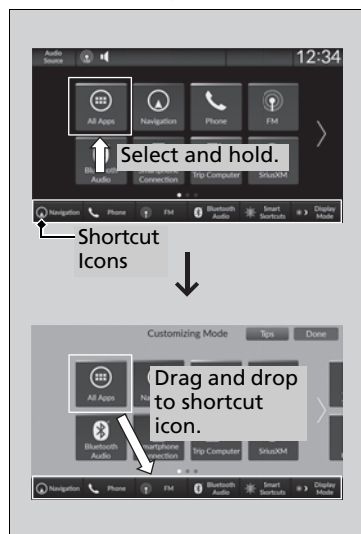 Audio
Source
12:34
All Apps
Navigation
Phone
FM
Select and hold.
Bluetooth
Audio
Smartphone
Connection
Trip Computer
SiriusXM
Navigation
Phone
FM
Bluetooth
Audio
Smart
Shortcuts
Display
Mode
Shortcut
Icons
Customizing Mode
Tips
Done
All Apps
Drag and drop
to shortcut
icon.
Bluetooth
Audio
Connection
Trip Computer
SiriusXM
Navigation
Phone
FM
Bluetooth
Audio
Smart
Shortcuts
Display
Mode